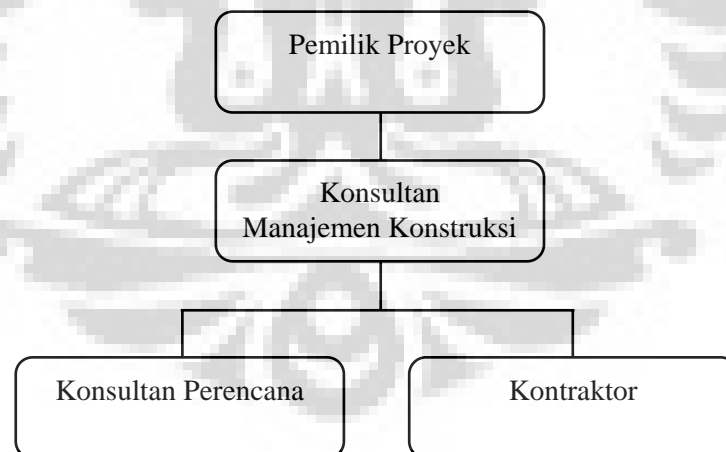 Pemilik Proyek
Konsultan
Manajemen Konstruksi
Konsultan Perencana
Kontraktor